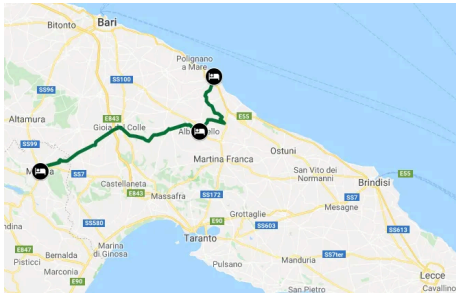 Bari
Bitonto
Polignano
a Mare
SS100
SS96
E843
E55
Altamura
Gioia del Colle
SS99
Ostuni
Martina Franca
San Vito dei
Normanni
SS7
E55
Brindisi
Castellaneta
E843
Massafra
SS172
SS7
Mesagne
Grottaglie
SS580
E90
SS603
SS613
Taranto
E847
Bernalda
Marina
di Ginosa
Pisticci
Marconia
Manduria
SS7ter
Lecce
Pulsano
E90
San Pietro
Cavallino